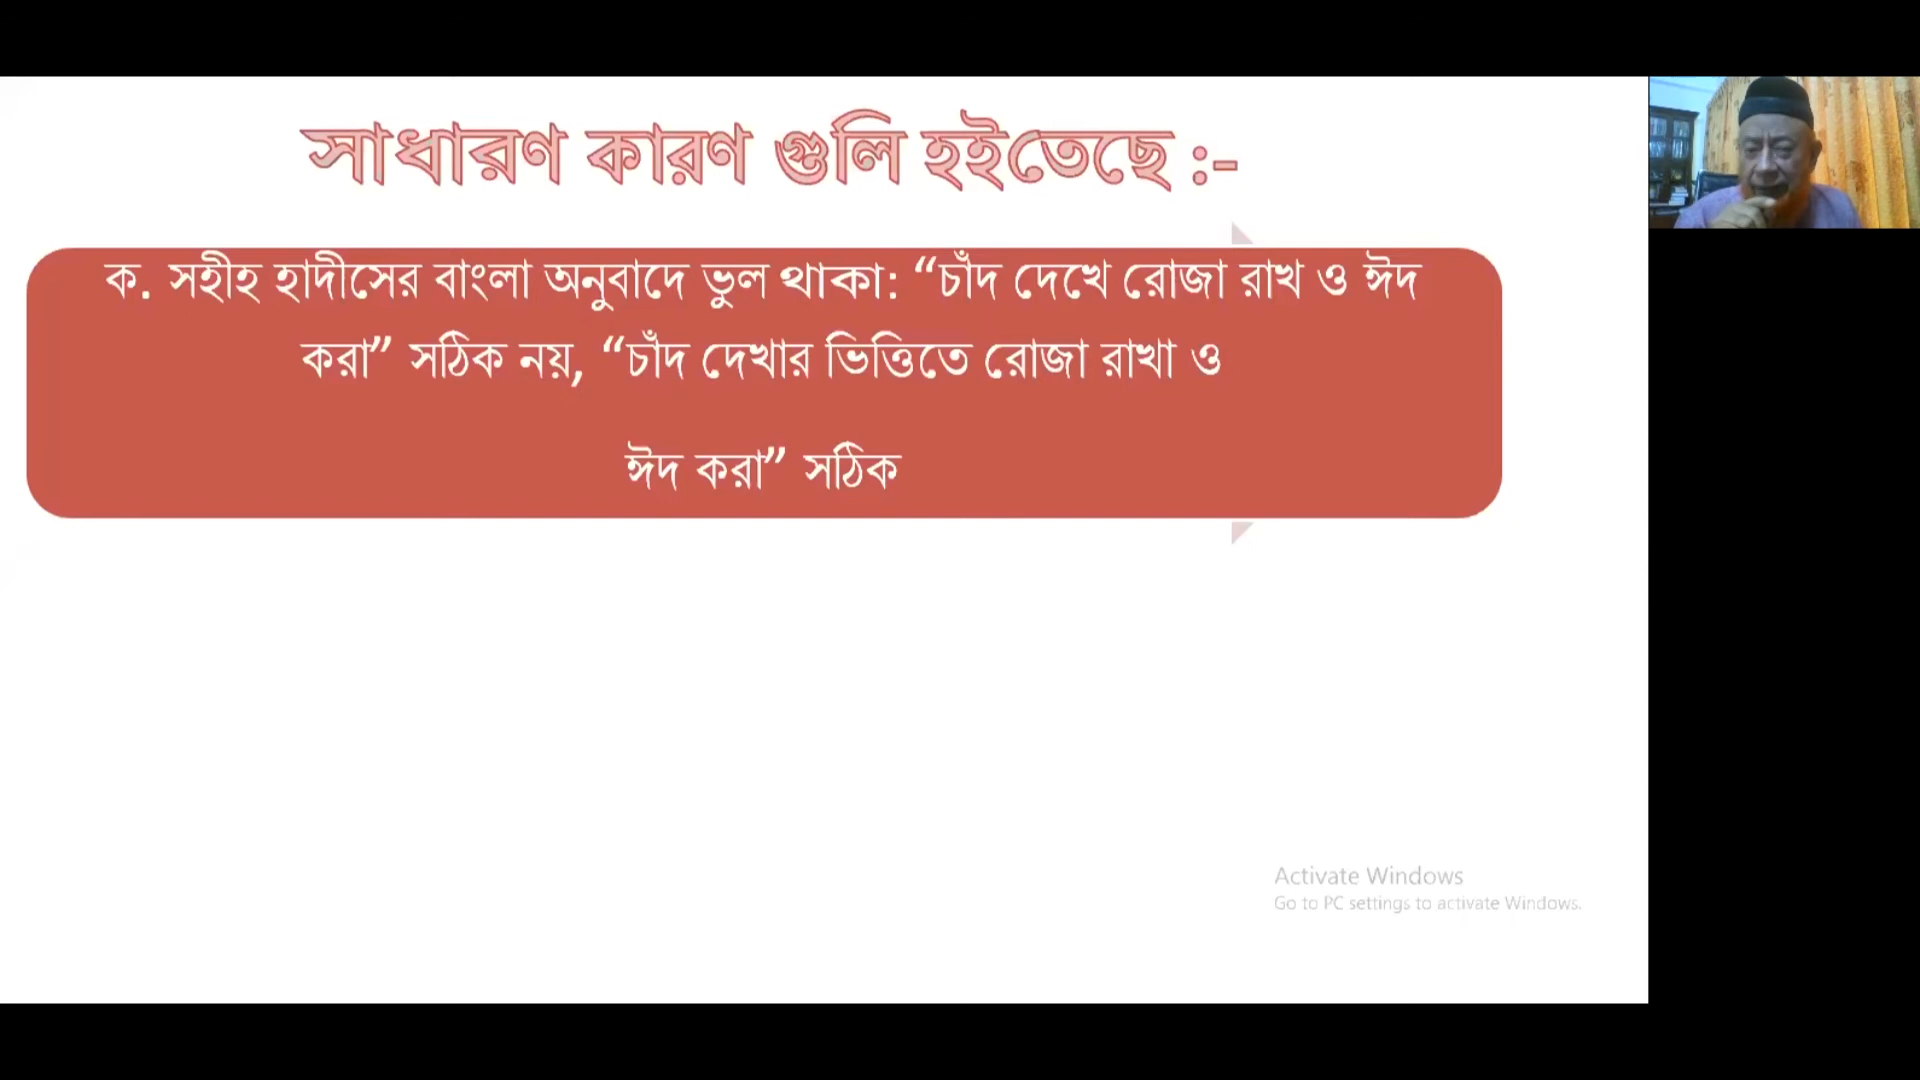 সাধারণ কারণ গুলি হইতেছে :-
ক. সহীহ হাদীসের বাংলা অনুবাদে ভুল থাকা: “চাঁদ দেখে রোজা রাখ ও ঈদ
করা” সঠিক নয়, “চাঁদ দেখার ভিত্তিতে রোজা রাখা ও
ঈদ করা” সঠিক
Activate Windows
Go to PC settings to activate Windows.